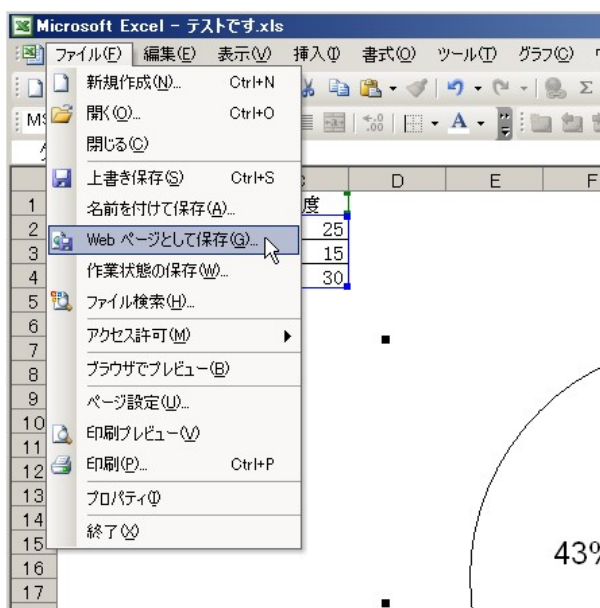 Microsoft Excel - テストです.xls
ファイル(F) 編集(E) 表示(V) 挿入(I) 書式(O) ツール(T) グラフ(C)
新規作成(N)... Ctrl+N
開く(O)... Ctrl+O
閉じる(C)
上書き保存(S) Ctrl+S
名前を付けて保存(A)...
Web ページとして保存(G)...
作業状態の保存(W)...
ファイル検索(H)...
アクセス許可(M)
ブラウザでプレビュー(B)
ページ設定(U)...
印刷プレビュー(V)
印刷(P)...  Ctrl+P
プロパティ(I)
終了(X)
MS
D E F
1 度
2 25
3 15
4 30
5
6
7
8
9
10
11
12
13
14
15
16
17
43%